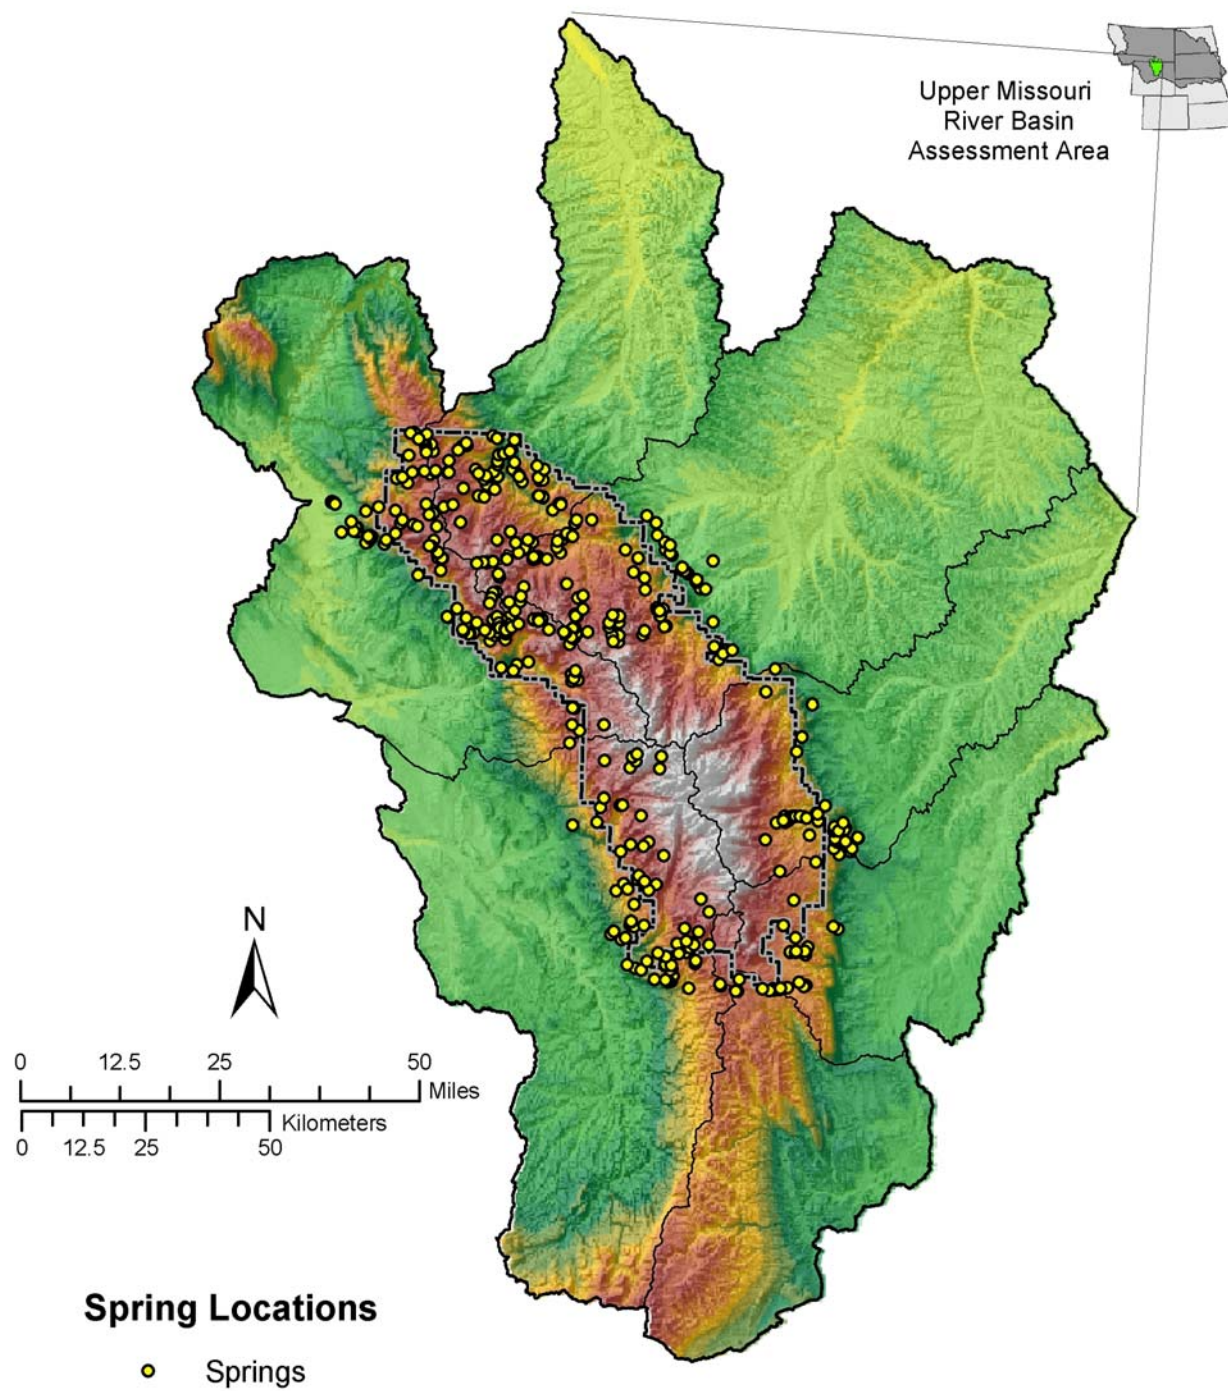 Upper Missouri
River Basin
Assessment Area
N
0 12.5 25 50
Miles
Kilometers
0 12.5 25 50
Spring Locations
Springs